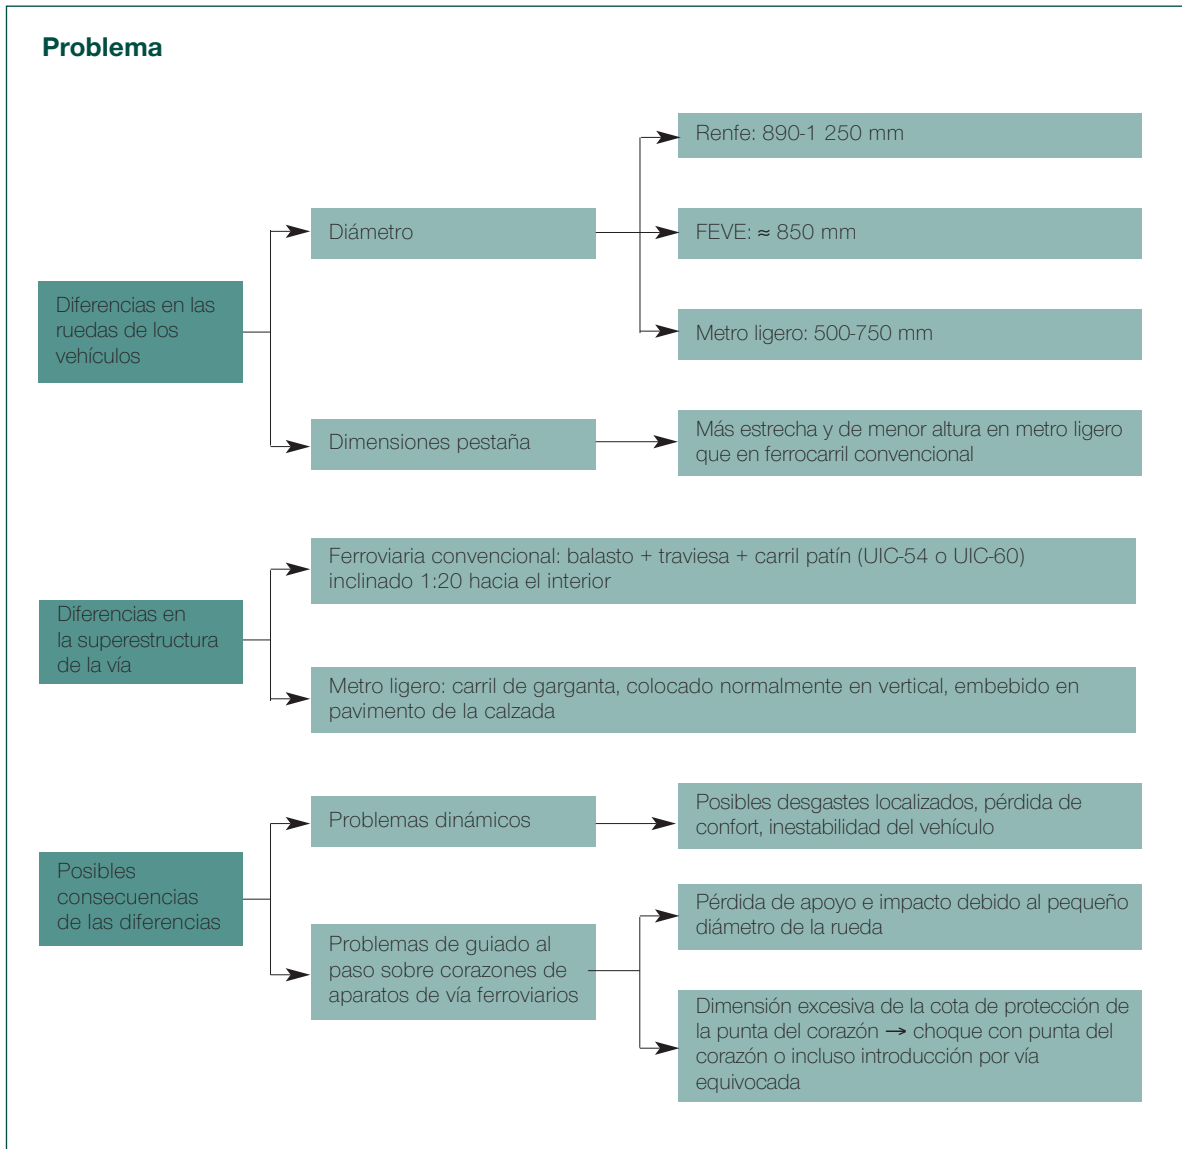 Problema
Renfe: 890-1 250 mm
Diámetro
FEVE: ≈ 850 mm
Diferencias en las
ruedas de los
vehículos
Metro ligero: 500-750 mm
Dimensiones pestaña
Más estrecha y de menor altura en metro ligero
que en ferrocarril convencional
Diferencias en
la superestructura
de la vía
Ferroviaria convencional: balasto + traviesa + carril patín (UIC-54 o UIC-60)
inclinado 1:20 hacia el interior
Metro ligero: carril de garganta, colocado normalmente en vertical, embebido en
pavimento de la calzada
Posibles
consecuencias
de las diferencias
Problemas dinámicos
Posibles desgastes localizados, pérdida de
confort, inestabilidad del vehículo
Problemas de guiado al
paso sobre corazones de
aparatos de vía ferroviarios
Pérdida de apoyo e impacto debido al pequeño
diámetro de la rueda
Dimensión excesiva de la cota de protección de
la punta del corazón → choque con punta del
corazón o incluso introducción por vía
equivocada